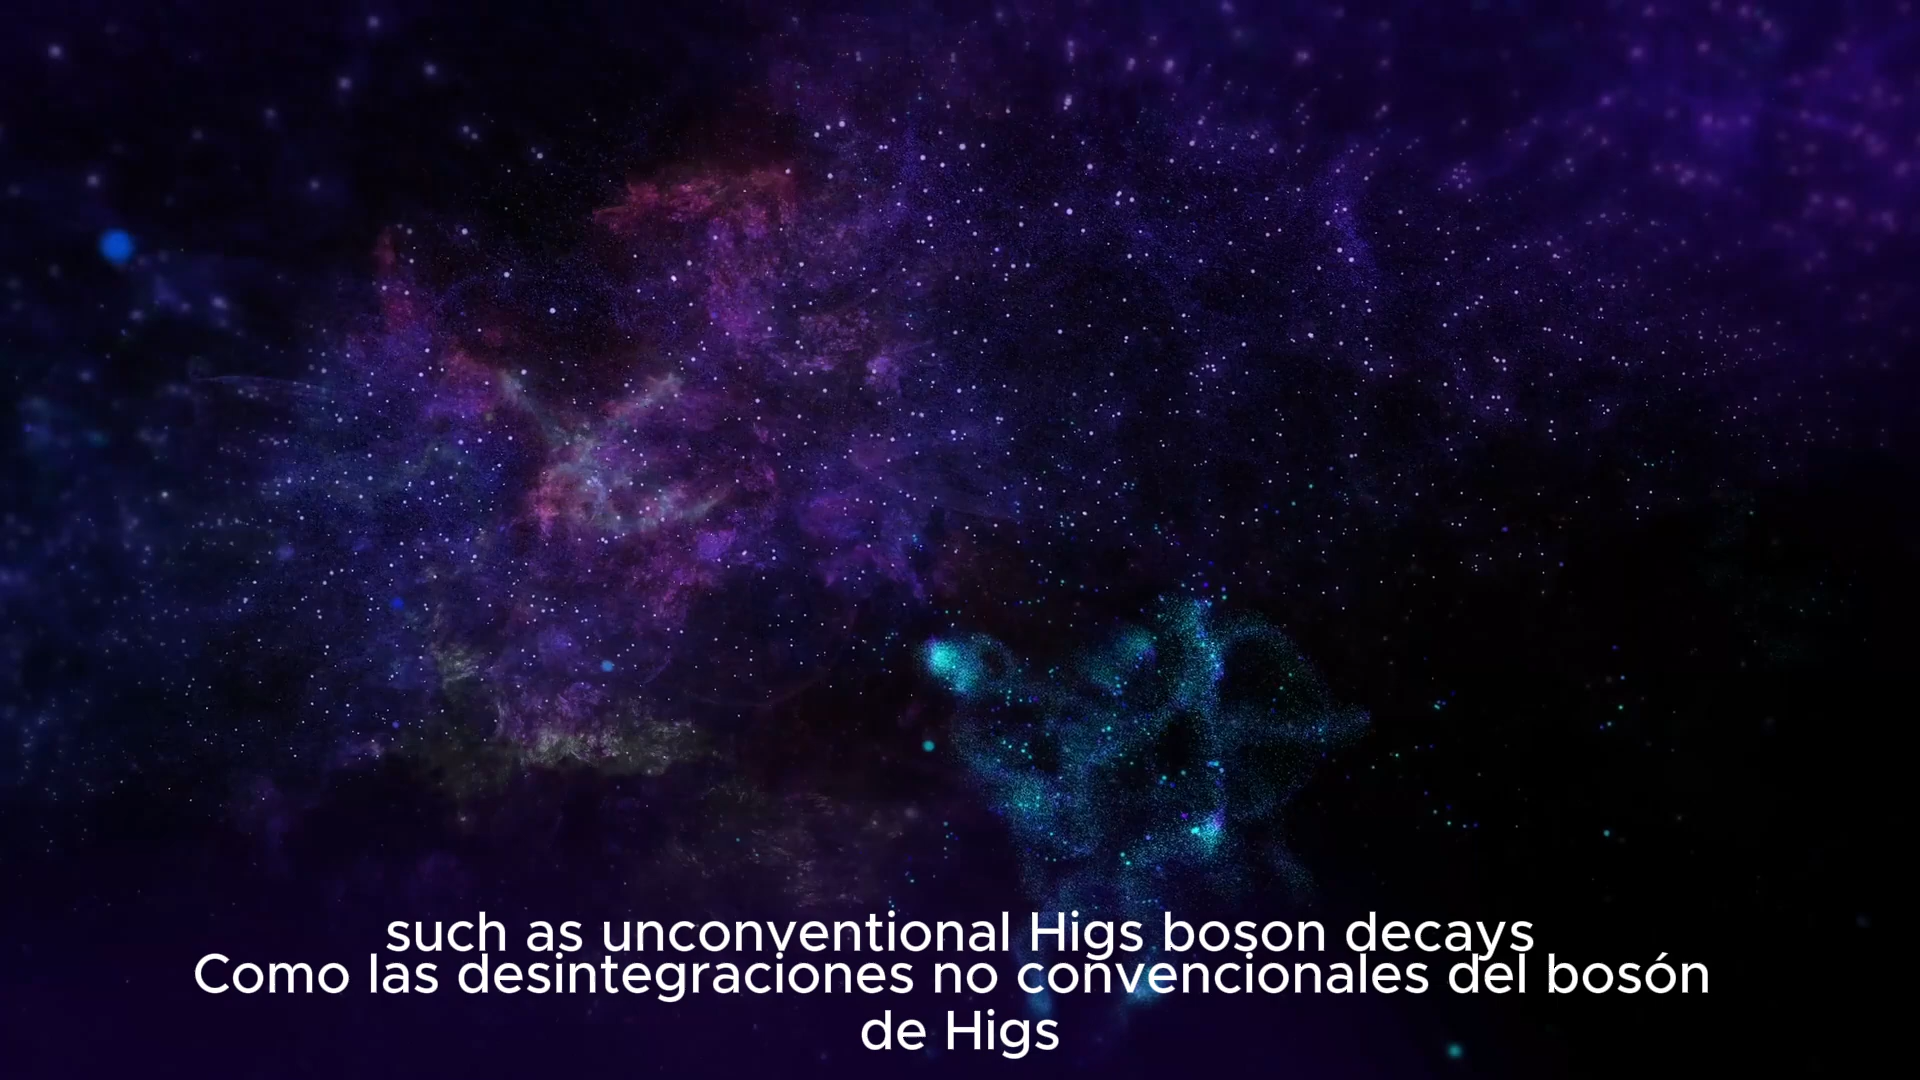 such as unconventional Higs boson decays
Como las desintegraciones no convencionales del bosón
de Higs